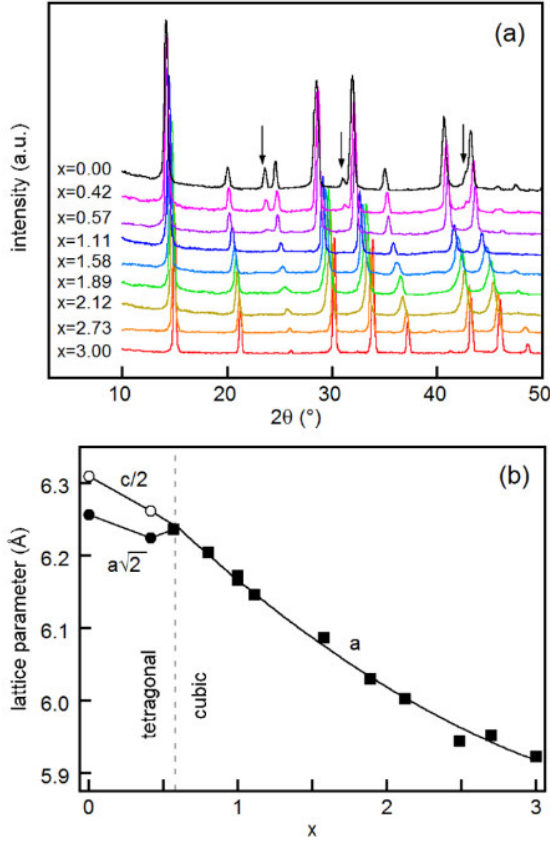 (a)
intensity (a.u.)
x=0.00
x=0.42
x=0.57
x=1.11
x=1.58
x=1.89
x=2.12
x=2.73
x=3.00
10 20 30 40 50
2θ (°)
(b)
lattice parameter (Å)
6.3
6.2
6.1
6.0
5.9
c/2
a√2
a
tetragonal
cubic
0 1 2 3
x